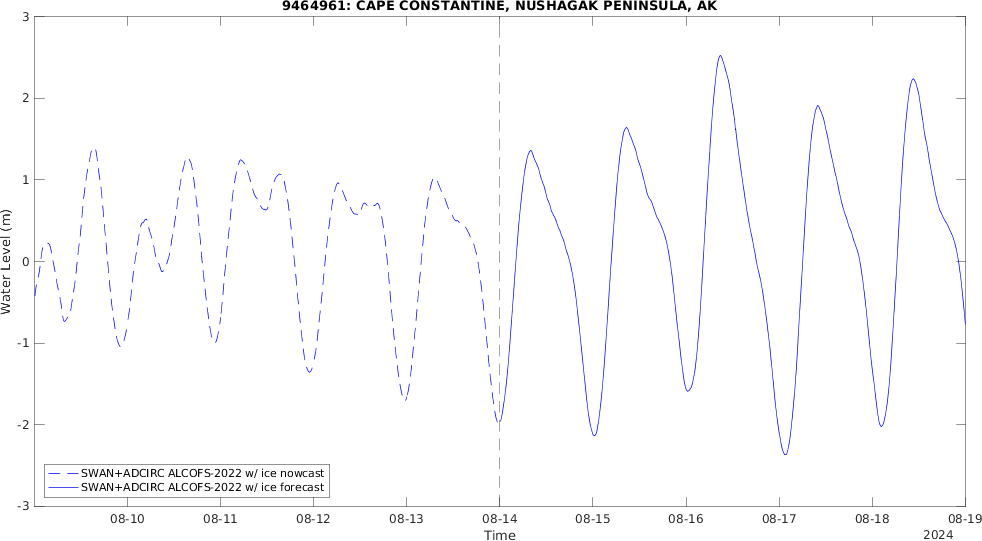 9464961: CAPE CONSTANTINE, NUSHAGAK PENINSULA, AK
3
2
1
0
-1
-2
-3
Water Level (m)
SWAN+ADCIRC ALCOFS-2022 w/ ice nowcast
SWAN+ADCIRC ALCOFS-2022 w/ ice forecast
08-10 08-11 08-12 08-13 08-14 08-15 08-16 08-17 08-18 08-19
Time
2024